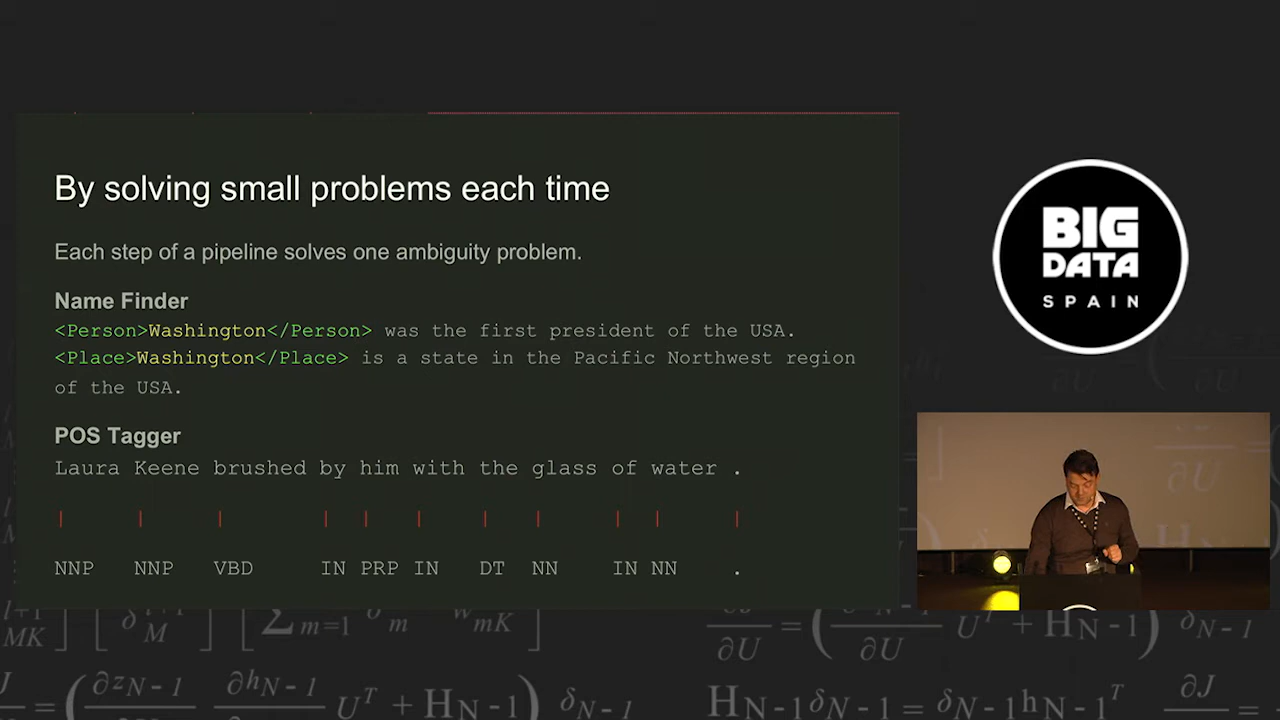 By solving small problems each time
Each step of a pipeline solves one ambiguity problem.
Name Finder
<Person>Washington</Person> was the first president of the USA.
<Place>Washington</Place> is a state in the Pacific Northwest region
of the USA.
POS Tagger
Laura Keene brushed by him with the glass of water .
| | | | | | | | | | |
NNP NNP VBD IN PRP IN DT NN IN NN .
BIG
DATA
SPAIN